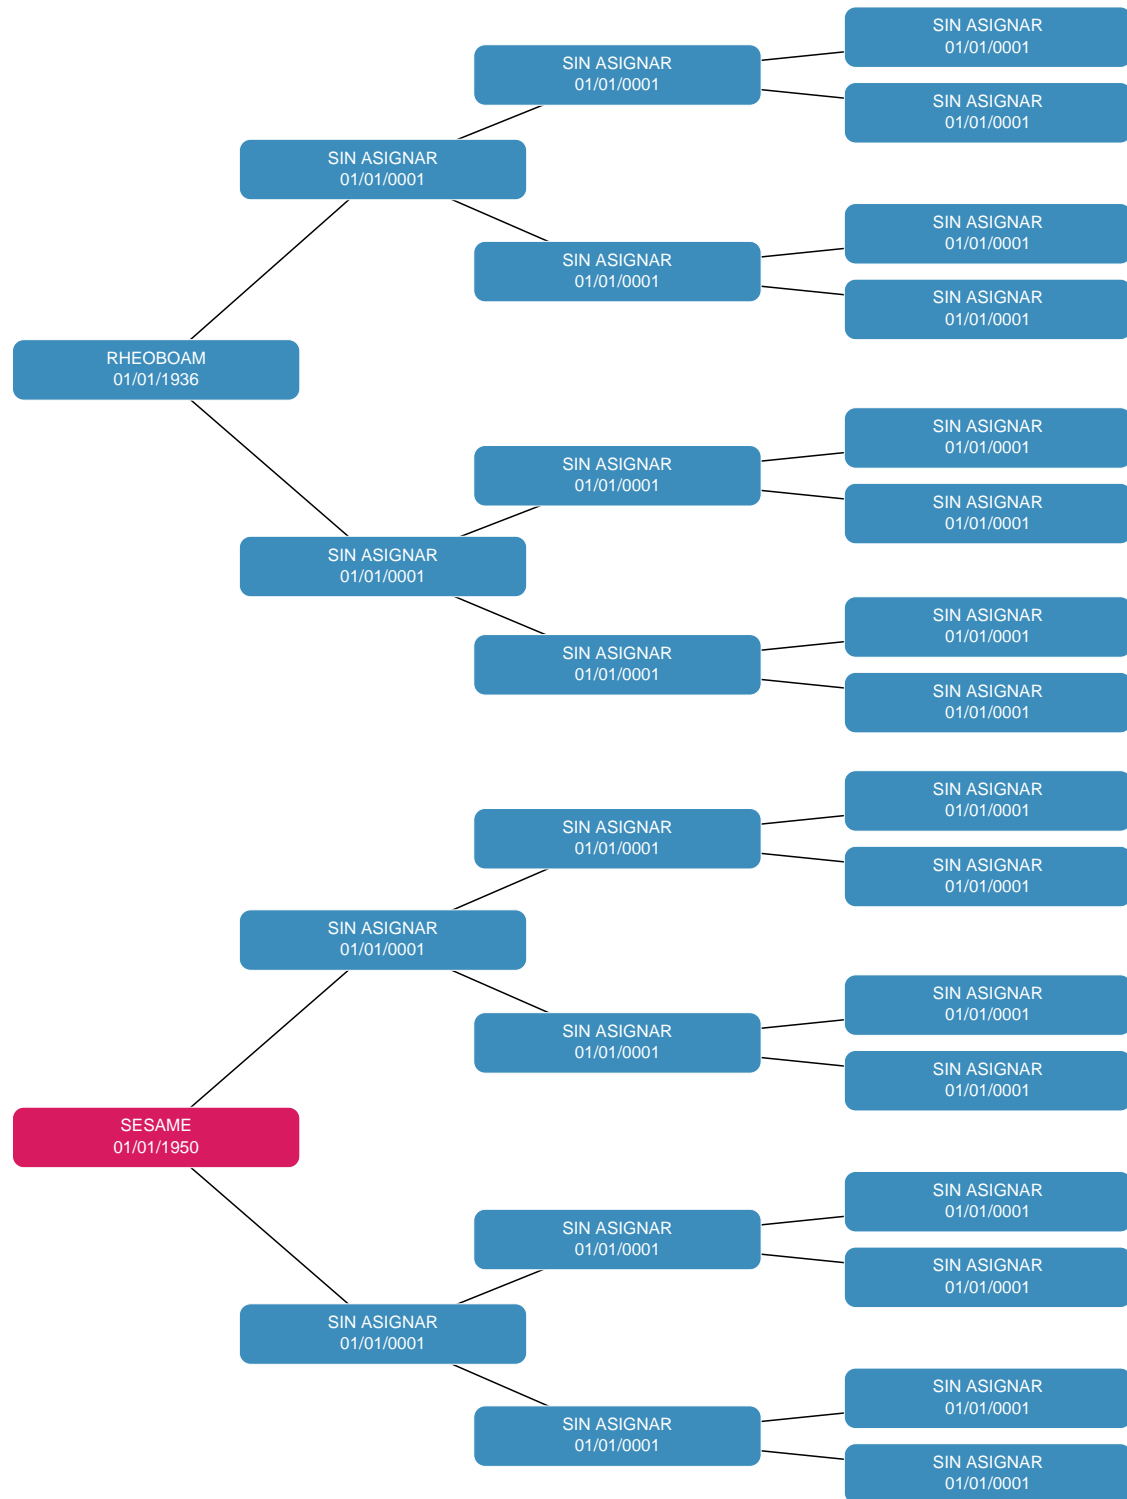 SIN ASIGNAR
01/01/0001
SIN ASIGNAR
01/01/0001
SIN ASIGNAR
01/01/0001
SIN ASIGNAR
01/01/0001
SIN ASIGNAR
01/01/0001
SIN ASIGNAR
01/01/0001
SIN ASIGNAR
01/01/0001
RHEOBOAM
01/01/1936
SIN ASIGNAR
01/01/0001
SIN ASIGNAR
01/01/0001
SIN ASIGNAR
01/01/0001
SIN ASIGNAR
01/01/0001
SIN ASIGNAR
01/01/0001
SIN ASIGNAR
01/01/0001
SIN ASIGNAR
01/01/0001
SIN ASIGNAR
01/01/0001
SIN ASIGNAR
01/01/0001
SIN ASIGNAR
01/01/0001
SIN ASIGNAR
01/01/0001
SIN ASIGNAR
01/01/0001
SIN ASIGNAR
01/01/0001
SIN ASIGNAR
01/01/0001
SESAME
01/01/1950
SIN ASIGNAR
01/01/0001
SIN ASIGNAR
01/01/0001
SIN ASIGNAR
01/01/0001
SIN ASIGNAR
01/01/0001
SIN ASIGNAR
01/01/0001
SIN ASIGNAR
01/01/0001
SIN ASIGNAR
01/01/0001